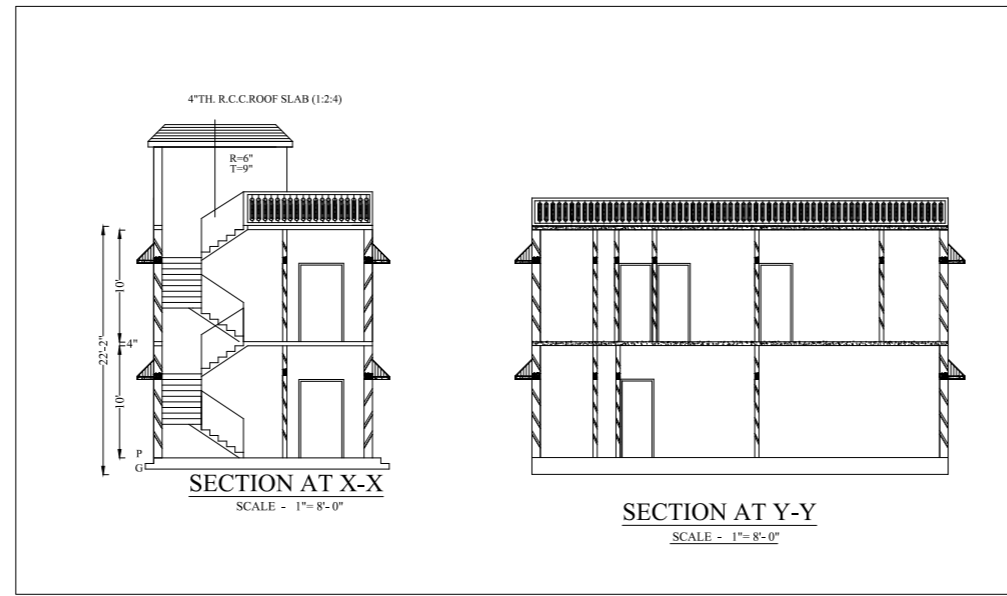 4"TH. R.C.C.ROOF SLAB (1:2:4)
R=6"
T=9"
22'-2"
10'
4"
10'
P
G
SECTION AT X-X
SCALE - 1"= 8'- 0"
SECTION AT Y-Y
SCALE - 1"= 8'- 0"